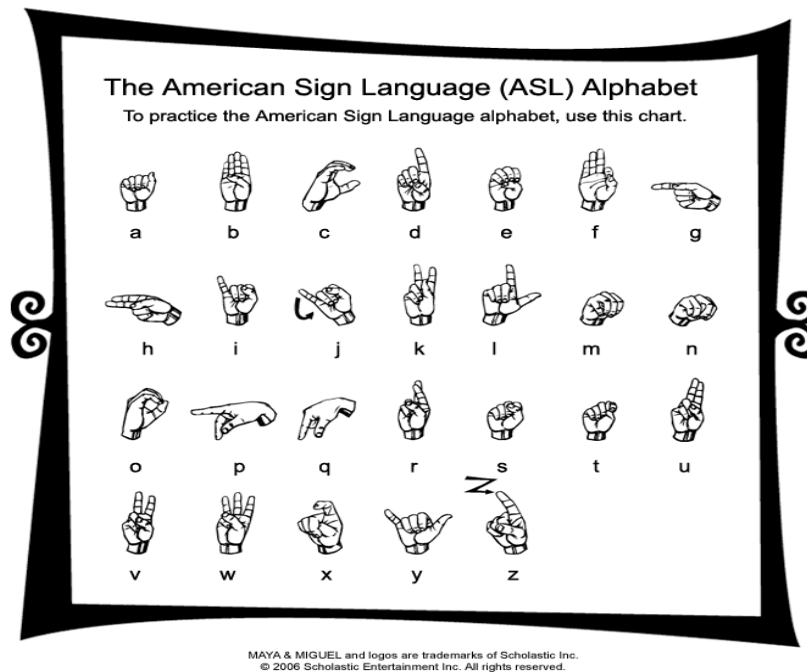 The American Sign Language (ASL) Alphabet
To practice the American Sign Language alphabet, use this chart.
a b c d e f g
h i j k l m n
o p q r s t u
Z
v w x y z
MAYA & MIGUEL and logos are trademarks of Scholastic Inc.
© 2006 Scholastic Entertainment Inc. All rights reserved.